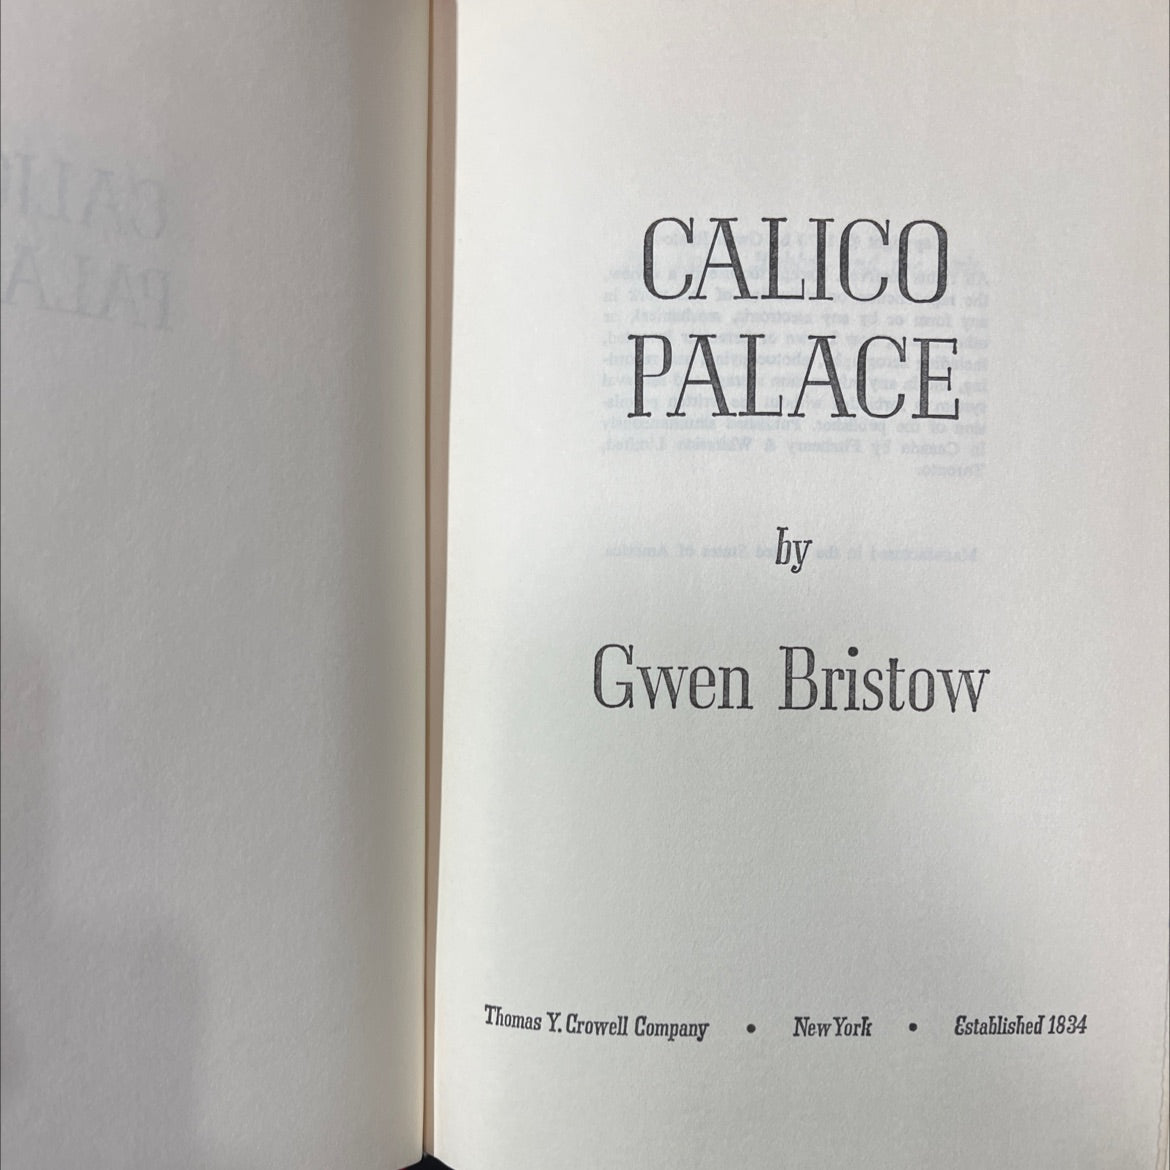 CALICO
PALACE
by
Gwen Bristow
Thomas Y. Crowell Company • New York • Established 1834